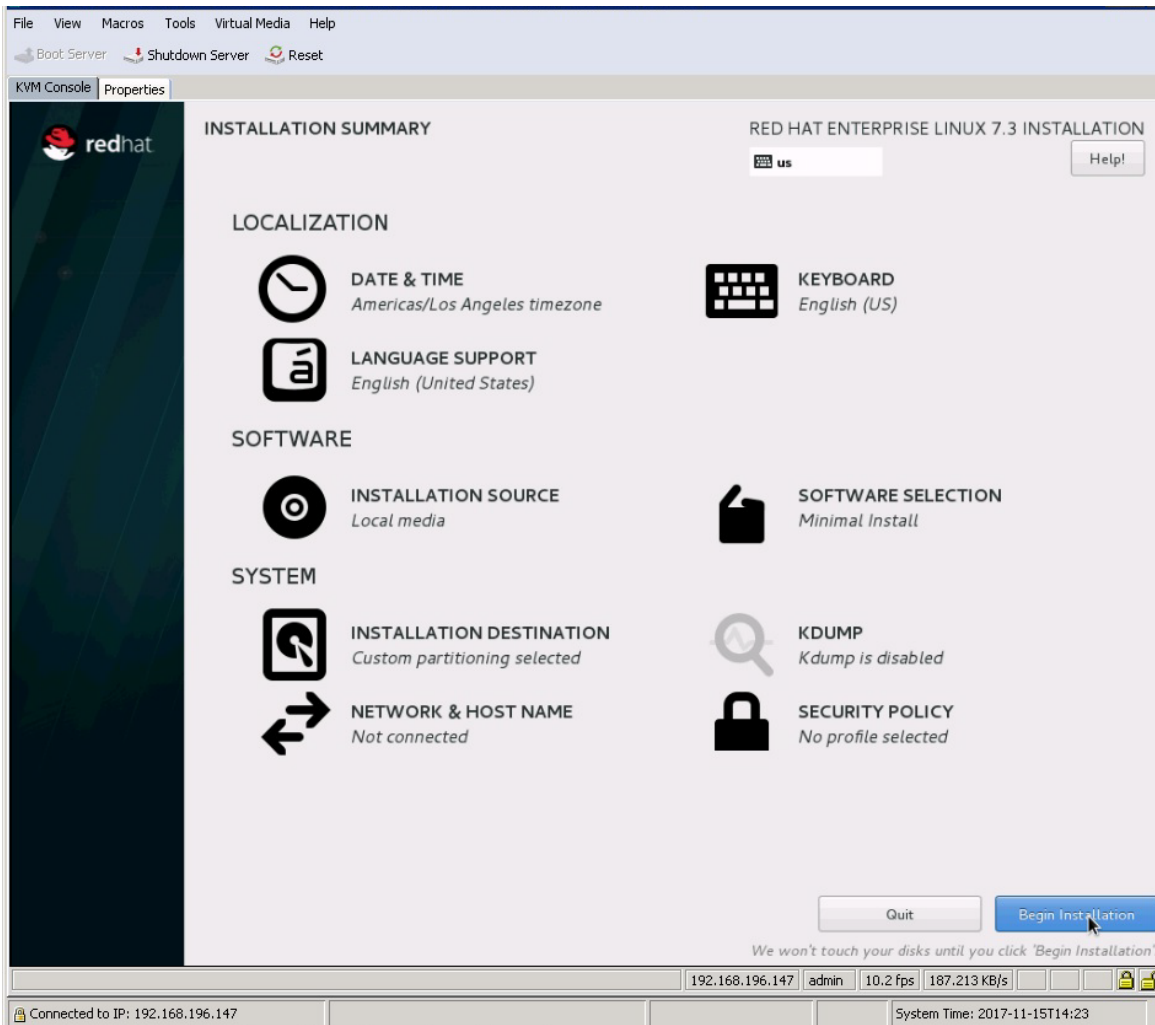 File View Macros Tools Virtual Media Help
Boot Server Shutdown Server Reset
KVM Console Properties
redhat
INSTALLATION SUMMARY
RED HAT ENTERPRISE LINUX 7.3 INSTALLATION
us
Help!
LOCALIZATION
DATE & TIME
Americas/Los Angeles timezone
KEYBOARD
English (US)
á
LANGUAGE SUPPORT
English (United States)
SOFTWARE
INSTALLATION SOURCE
Local media
SOFTWARE SELECTION
Minimal Install
SYSTEM
INSTALLATION DESTINATION
Custom partitioning selected
KDUMP
Kdump is disabled
NETWORK & HOST NAME
Not connected
SECURITY POLICY
No profile selected
Quit
Begin Installation
We won't touch your disks until you click 'Begin Installation'
192.168.196.147 admin 10.2 fps 187.213 KB/s
Connected to IP: 192.168.196.147
System Time: 2017-11-15T14:23